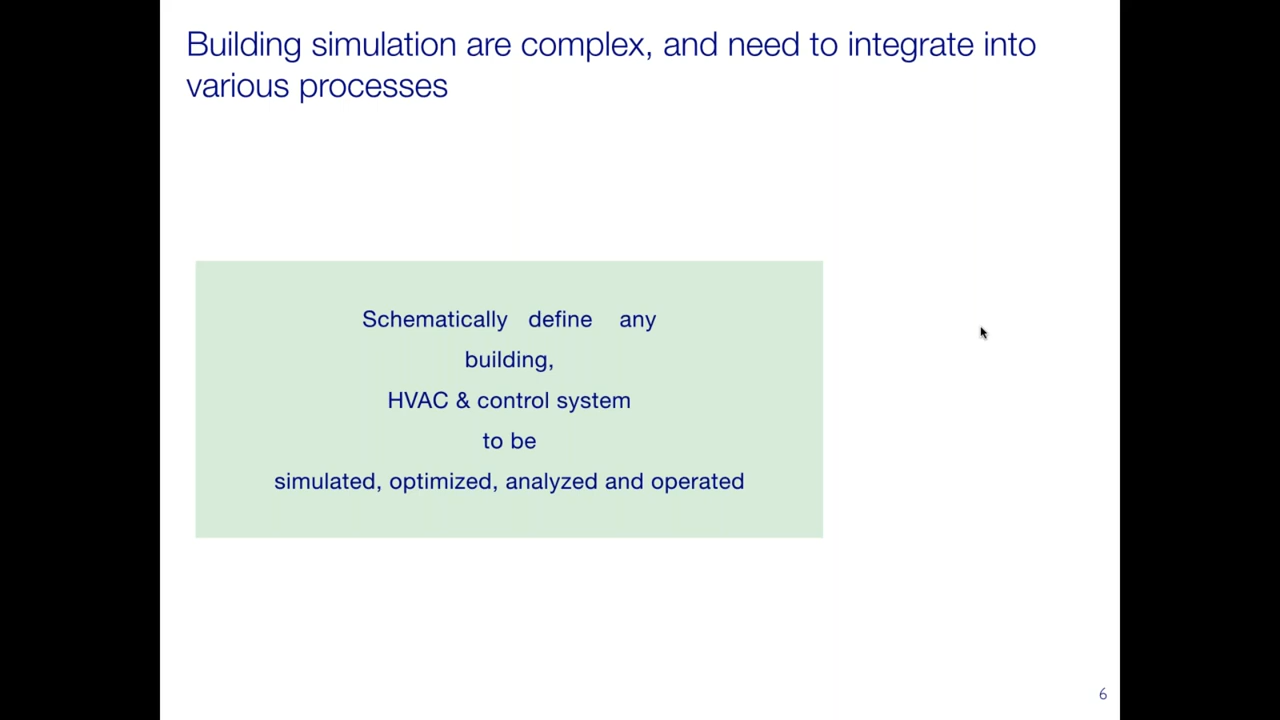 Building simulation are complex, and need to integrate into
various processes
Schematically define any
building,
HVAC & control system
to be
simulated, optimized, analyzed and operated
6